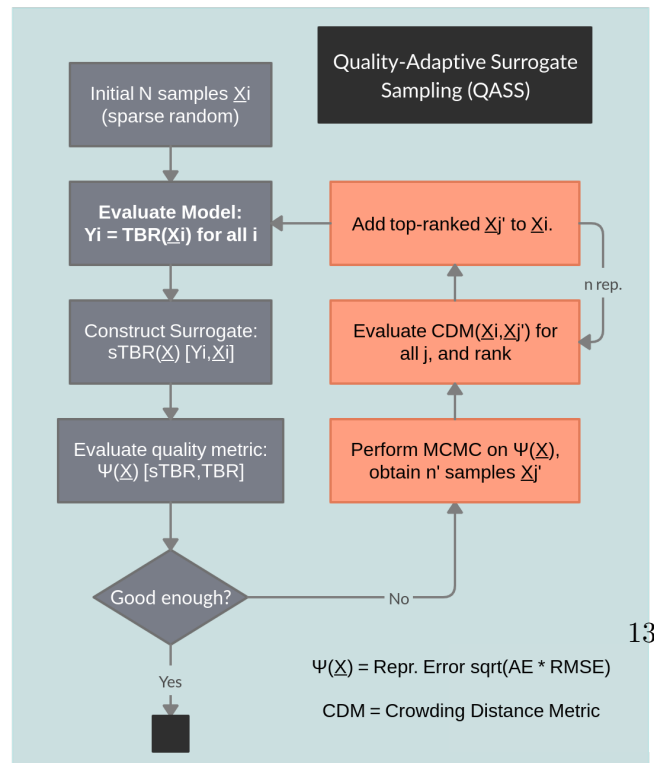 Quality-Adaptive Surrogate
Sampling (QASS)
Initial N samples Xi
(sparse random)
Evaluate Model:
Yi = TBR(Xi) for all i
Construct Surrogate:
sTBR(X) [Yi,Xi]
Evaluate quality metric:
Ψ(X) [sTBR,TBR]
Good enough?
Yes
No
Perform MCMC on Ψ(X),
obtain n' samples Xj'
Evaluate CDM(Xi,Xj') for
all j, and rank
Add top-ranked Xj' to Xi.
n rep.
13
Ψ(X) = Repr. Error sqrt(AE * RMSE)
CDM = Crowding Distance Metric